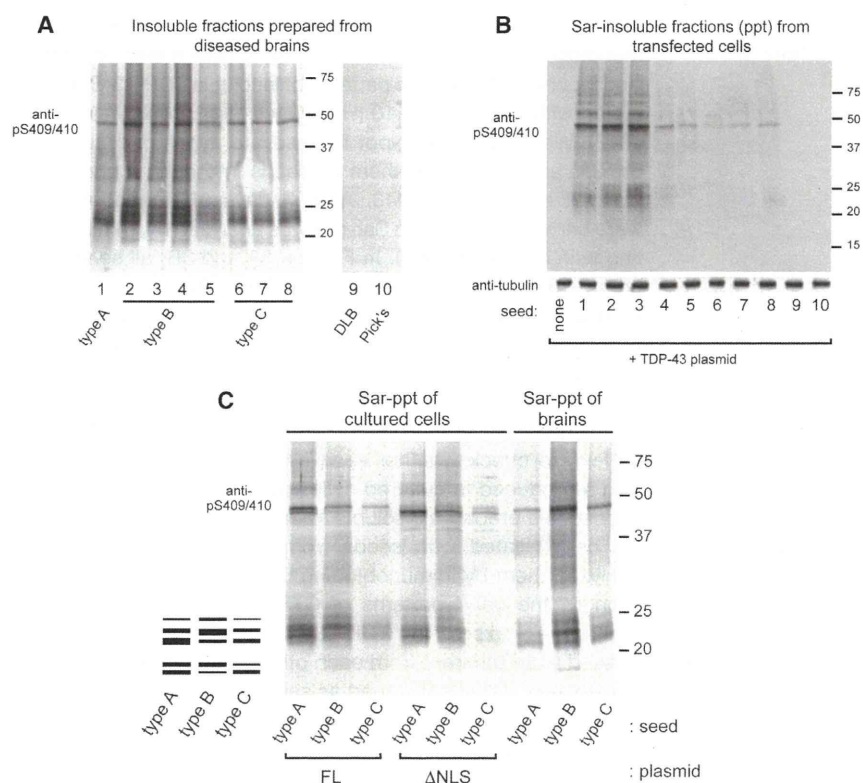 A
Insoluble fractions prepared from
diseased brains
anti-
pS409/410
75
50
37
25
20
1 2 3 4 5 6 7 8 9 10
type A type B type C DLB Pick's
B
Sar-insoluble fractions (ppt) from
transfected cells
anti-
pS409/410
75
50
37
25
20
15
anti-tubulin
seed: none 1 2 3 4 5 6 7 8 9 10
+ TDP-43 plasmid
C
Sar-ppt of
cultured cells
Sar-ppt of
brains
anti-
pS409/410
75
50
37
25
20
type A type B type C
type A type B type C type A type B type C type A type B type C : seed
FL ΔNLS : plasmid